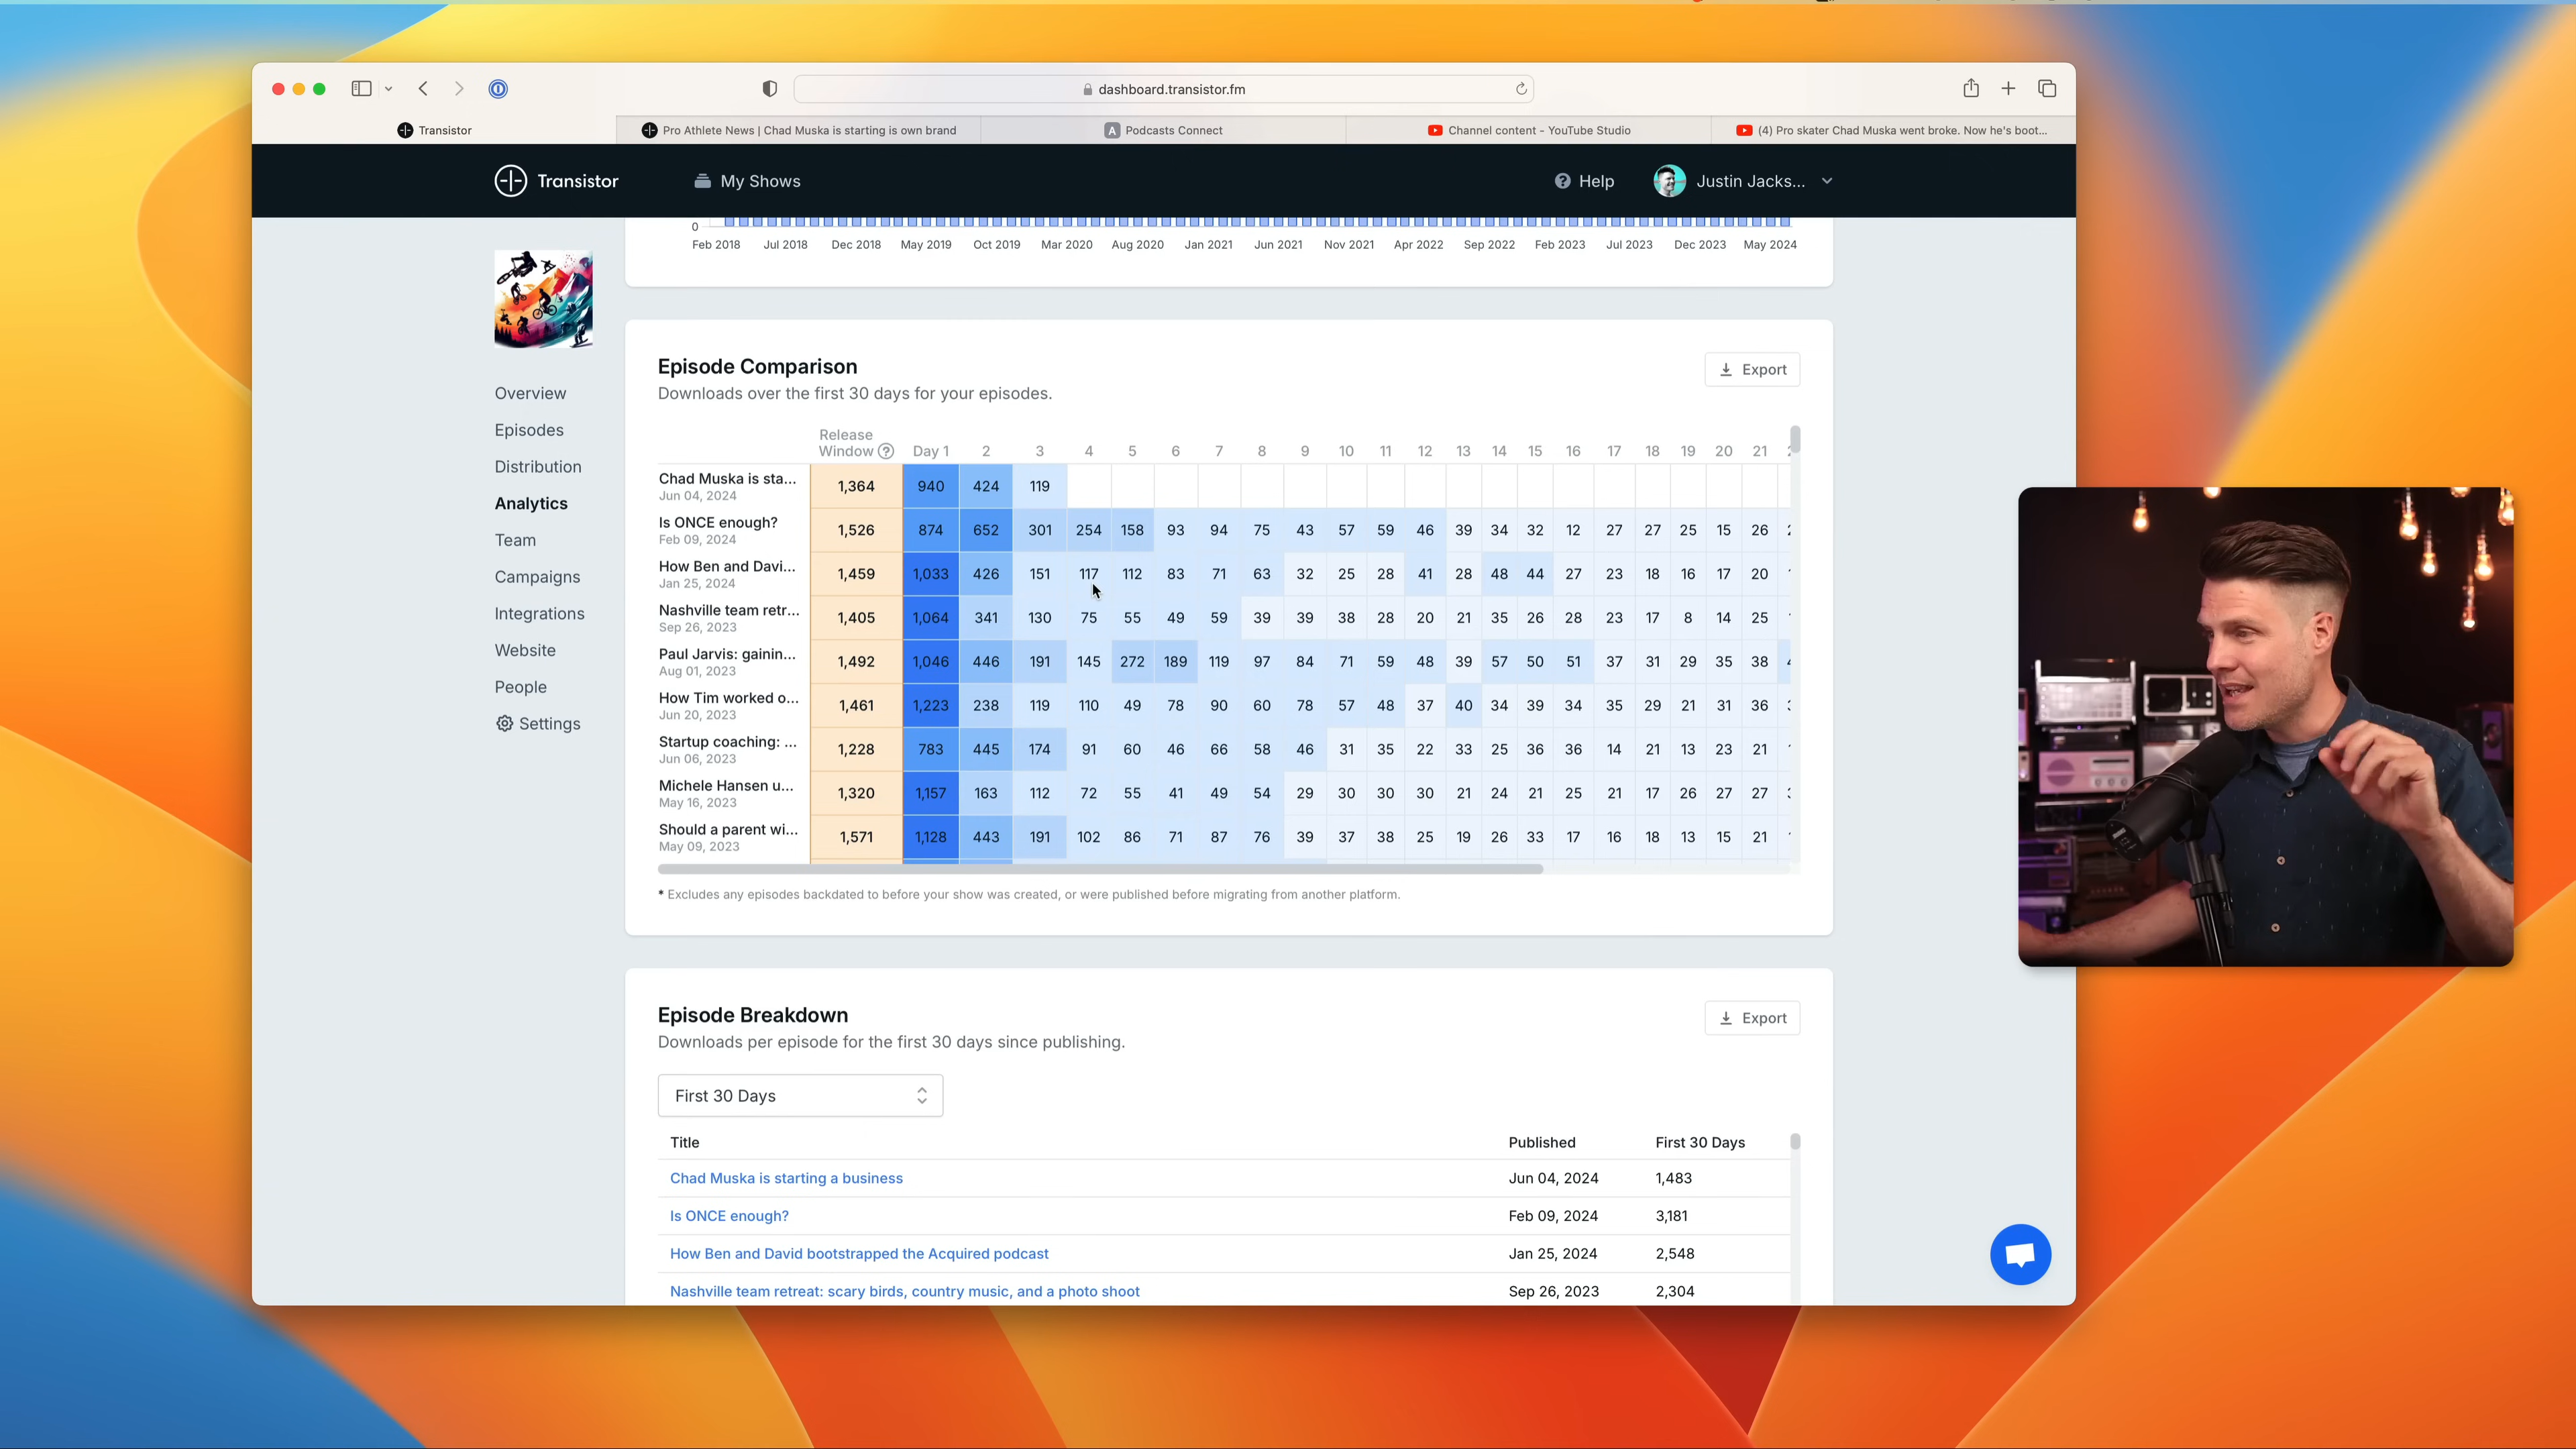 dashboard.transistor.fm
Transistor
Pro Athlete News | Chad Muska is starting is own brand
Podcasts Connect
Channel content - YouTube Studio
(4) Pro skater Chad Muska went broke. Now he's boot...
Transistor
My Shows
Help
Justin Jacks...
0
Feb 2018 Jul 2018 Dec 2018 May 2019 Oct 2019 Mar 2020 Aug 2020 Jan 2021 Jun 2021 Nov 2021 Apr 2022 Sep 2022 Feb 2023 Jul 2023 Dec 2023 May 2024
Overview
Episodes
Distribution
Analytics
Team
Campaigns
Integrations
Website
People
Settings
Episode Comparison
Export
Downloads over the first 30 days for your episodes.
Release
Window Day 1 2 3 4 5 6 7 8 9 10 11 12 13 14 15 16 17 18 19 20 21
Chad Muska is sta... 1,364 940 424 119
Jun 04, 2024
Is ONCE enough? 1,526 874 652 301 254 158 93 94 75 43 57 59 46 39 34 32 12 27 27 25 15 26
Feb 09, 2024
How Ben and Davi... 1,459 1,033 426 151 117 112 83 71 63 32 25 28 41 28 48 44 27 23 18 16 17 20
Jan 25, 2024
Nashville team retr... 1,405 1,064 341 130 75 55 49 59 39 39 38 28 20 21 35 26 28 23 17 8 14 25
Sep 26, 2023
Paul Jarvis: gainin... 1,492 1,046 446 191 145 272 189 119 97 84 71 59 48 39 57 50 51 37 31 29 35 38
Aug 01, 2023
How Tim worked o... 1,461 1,223 238 119 110 49 78 90 60 78 57 48 37 40 34 39 34 35 29 21 31 36
Jun 20, 2023
Startup coaching: ... 1,228 783 445 174 91 60 46 66 58 46 31 35 22 33 25 36 36 14 21 13 23 21
Jun 06, 2023
Michele Hansen u... 1,320 1,157 163 112 72 55 41 49 54 29 30 30 30 21 24 21 25 21 17 26 27 27
May 16, 2023
Should a parent wi... 1,571 1,128 443 191 102 86 71 87 76 39 37 38 25 19 26 33 17 16 18 13 15 21
May 09, 2023
* Excludes any episodes backdated to before your show was created, or were published before migrating from another platform.
Episode Breakdown
Export
Downloads per episode for the first 30 days since publishing.
First 30 Days
Title Published First 30 Days
Chad Muska is starting a business Jun 04, 2024 1,483
Is ONCE enough? Feb 09, 2024 3,181
How Ben and David bootstrapped the Acquired podcast Jan 25, 2024 2,548
Nashville team retreat: scary birds, country music, and a photo shoot Sep 26, 2023 2,304